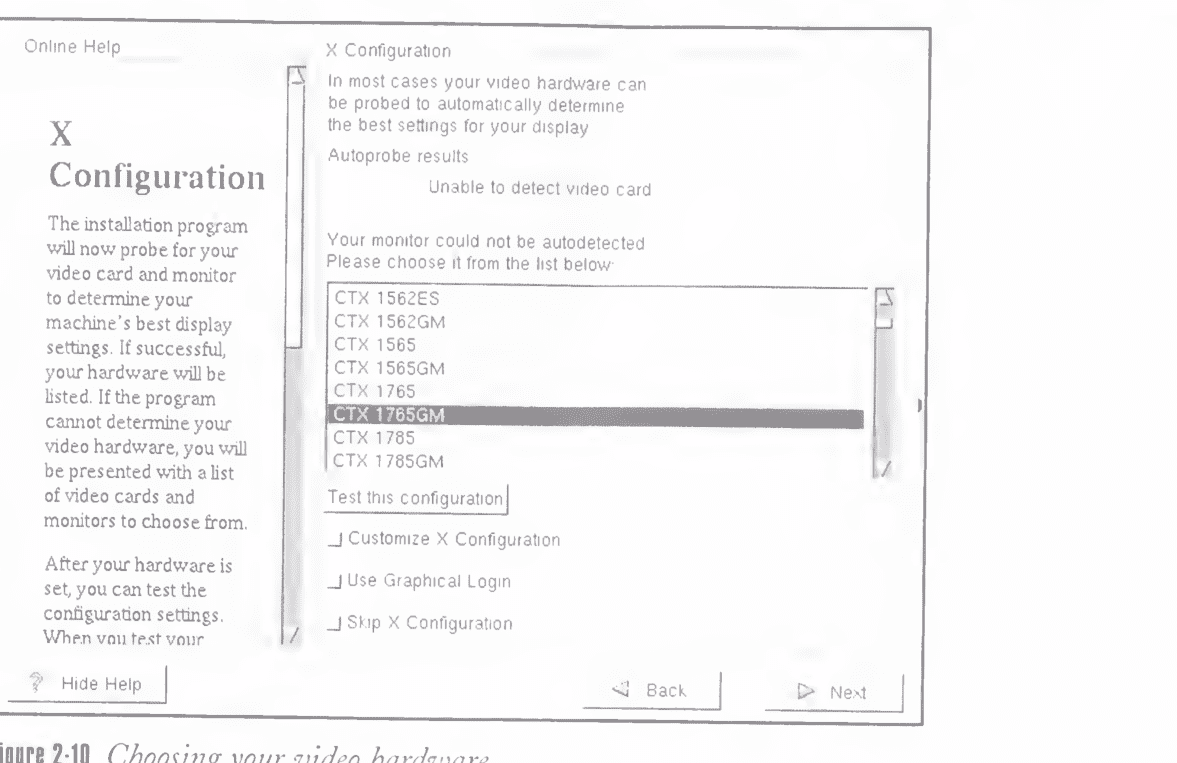 Online Help
X
Configuration
The installation program
will now probe for your
video card and monitor
to determine your
machine's best display
settings. If successful,
your hardware will be
listed. If the program
cannot determine your
video hardware, you will
be presented with a list
of video cards and
monitors to choose from.
After your hardware is
set, you can test the
configuration settings.
When you test your
? Hide Help
X Configuration
In most cases your video hardware can
be probed to automatically determine
the best settings for your display
Autoprobe results
Unable to detect video card
Your monitor could not be autodetected
Please choose it from the list below:
CTX 1562ES
CTX 1562GM
CTX 1565
CTX 1565GM
CTX 1765
CTX 1765GM
CTX 1785
CTX 1785GM
Test this configuration
Customize X Configuration
Use Graphical Login
Skip X Configuration
Back
Next
igure 2-10 Choosing your video hardware